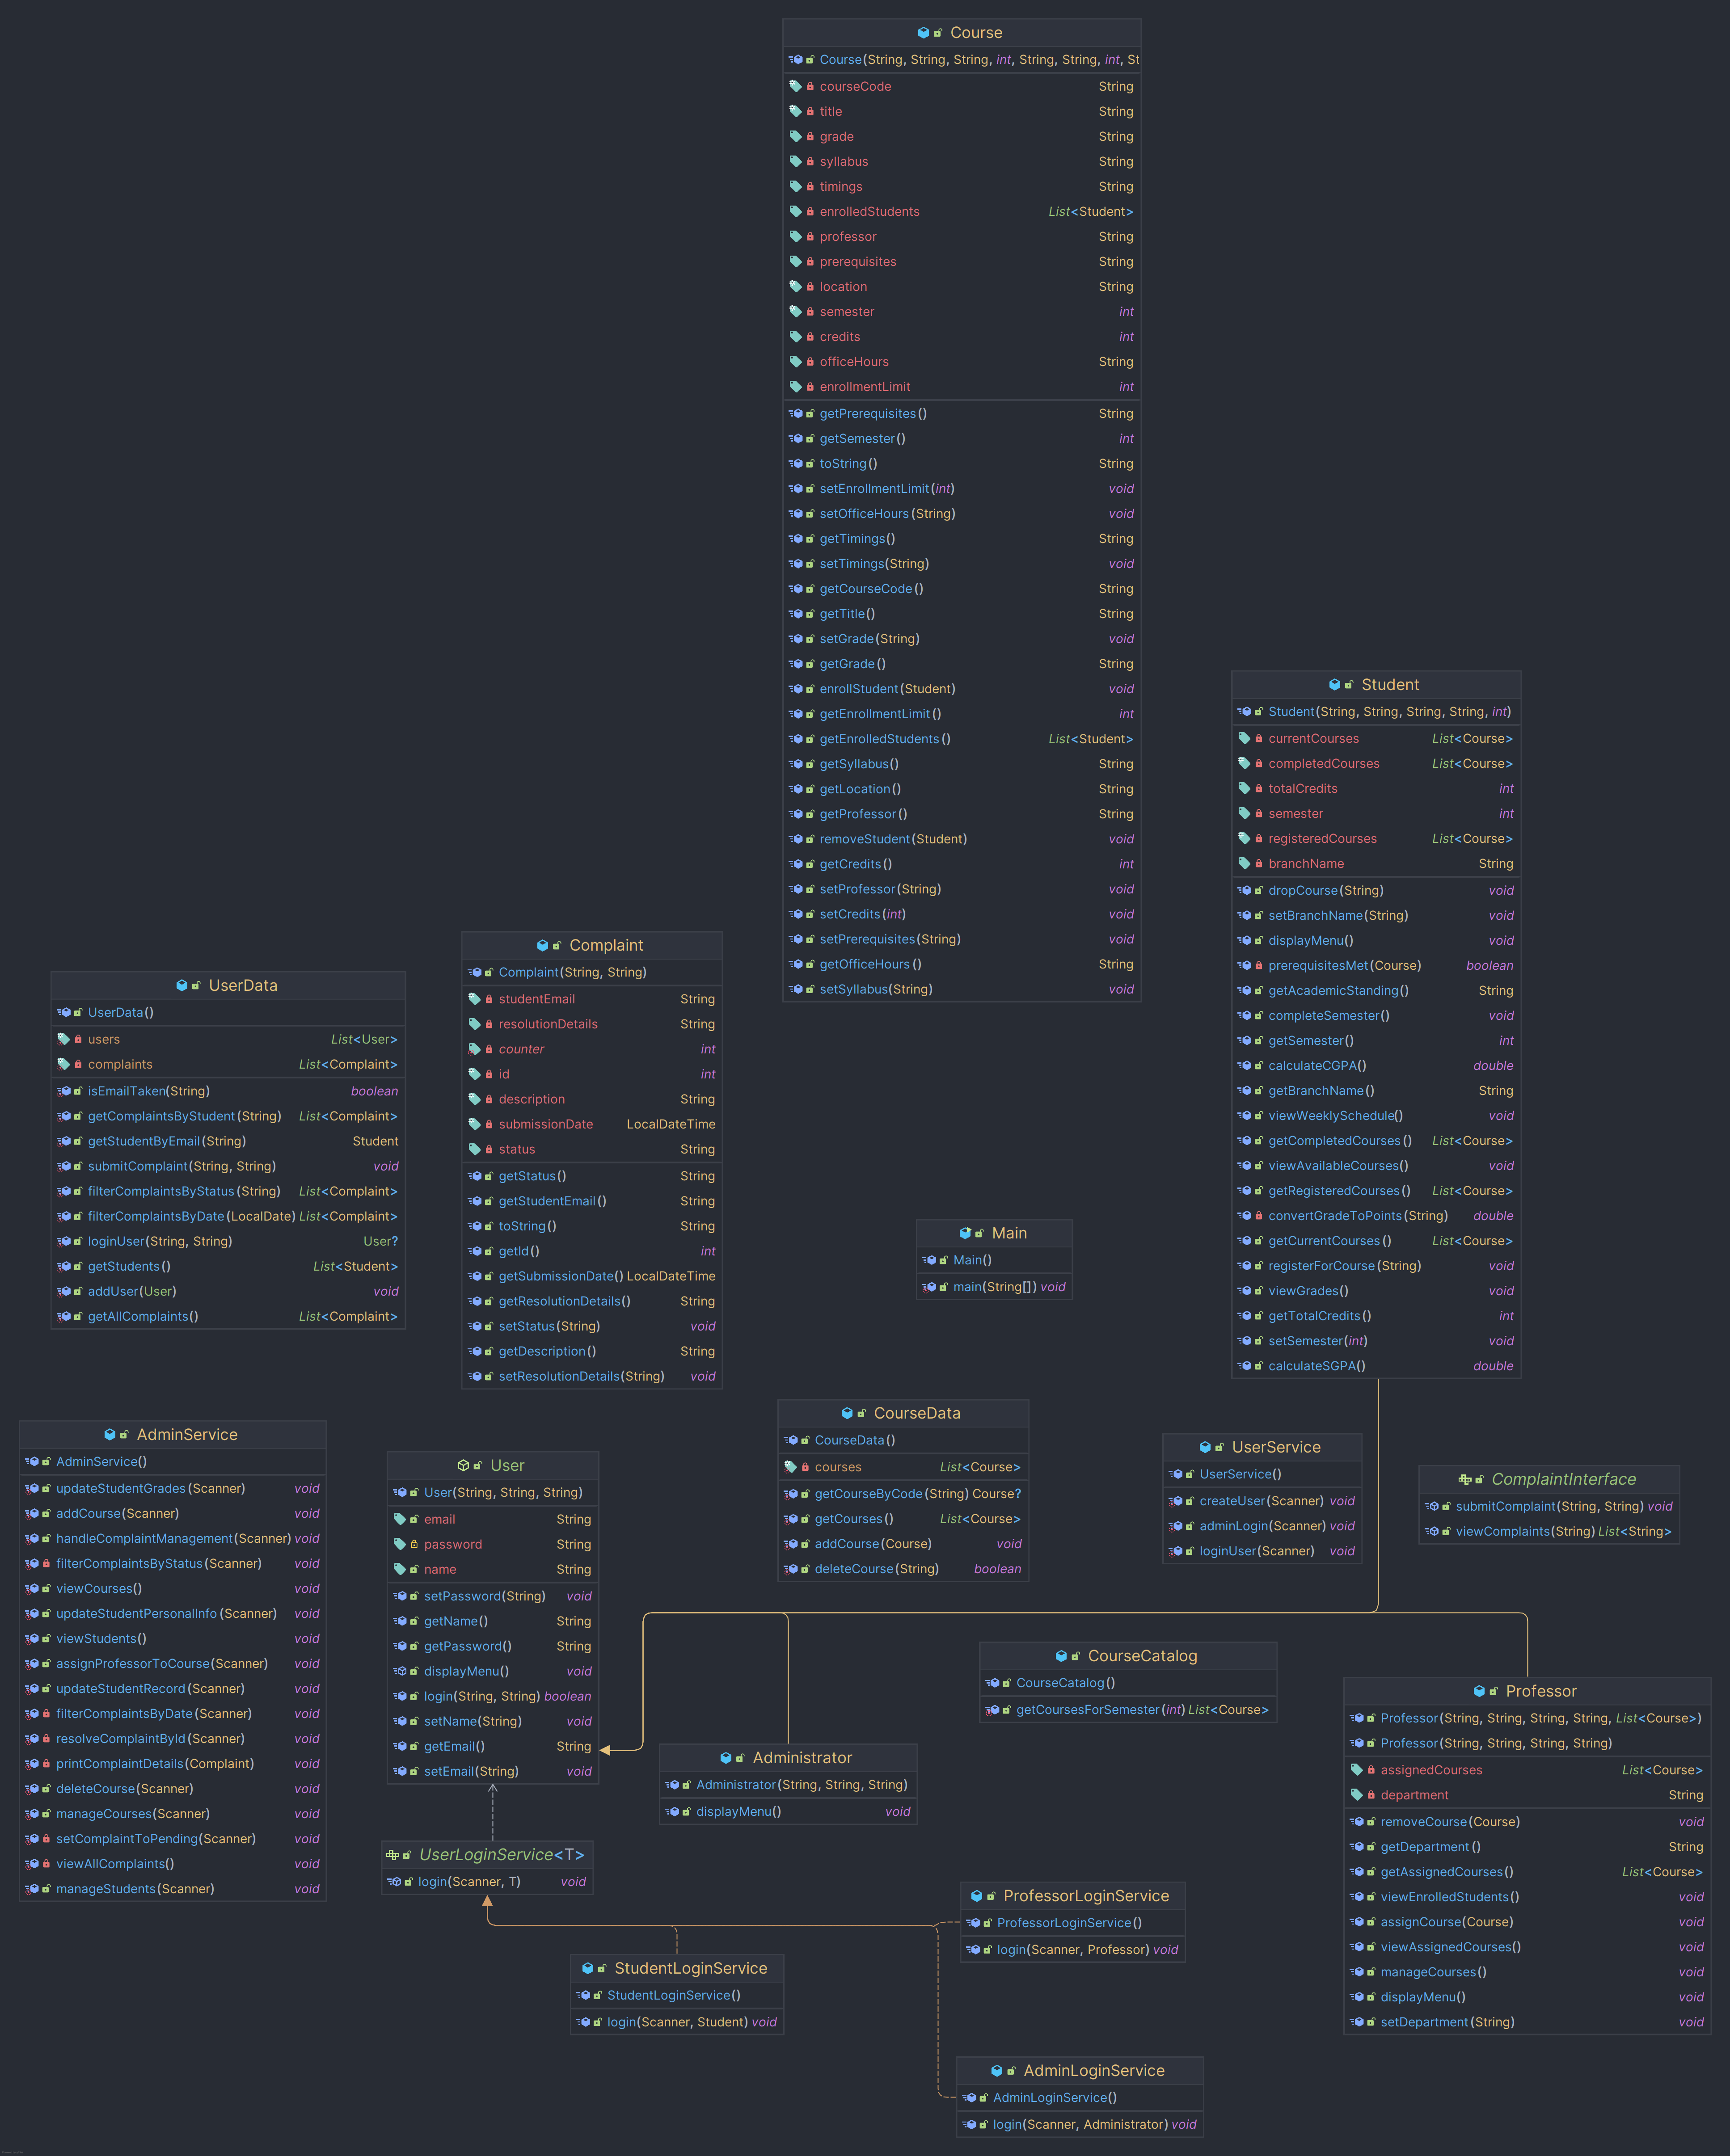 Course
Course(String, String, String, int, String, String, int, St
courseCode String
title String
grade String
syllabus String
timings String
enrolledStudents List<Student>
professor String
prerequisites String
location String
semester int
credits int
officeHours String
enrollmentLimit int
getPrerequisites() String
getSemester() int
toString() String
setEnrollmentLimit(int) void
setOfficeHours(String) void
getTimings() String
setTimings(String) void
getCourseCode() String
getTitle() String
setGrade(String) void
getGrade() String
enrollStudent(Student) void
getEnrollmentLimit() int
getEnrolledStudents() List<Student>
getSyllabus() String
getLocation() String
getProfessor() String
removeStudent(Student) void
getCredits() int
setProfessor(String) void
setCredits(int) void
setPrerequisites(String) void
getOfficeHours() String
setSyllabus(String) void
Student
Student(String, String, String, String, int)
currentCourses List<Course>
completedCourses List<Course>
totalCredits int
semester int
registeredCourses List<Course>
branchName String
dropCourse(String) void
setBranchName(String) void
displayMenu() void
prerequisitesMet(Course) boolean
getAcademicStanding() String
completeSemester() void
getSemester() int
calculateCGPA() double
getBranchName() String
viewWeeklySchedule() void
getCompletedCourses() List<Course>
viewAvailableCourses() void
getRegisteredCourses() List<Course>
convertGradeToPoints(String) double
getCurrentCourses() List<Course>
registerForCourse(String) void
viewGrades() void
getTotalCredits() int
setSemester(int) void
calculateSGPA() double
Complaint
Complaint(String, String)
studentEmail String
resolutionDetails String
counter int
id int
description String
submissionDate LocalDateTime
status String
getStatus() String
getStudentEmail() String
toString() String
getId() int
getSubmissionDate() LocalDateTime
getResolutionDetails() String
setStatus(String) void
getDescription() String
setResolutionDetails(String) void
UserData
UserData()
users List<User>
complaints List<Complaint>
isEmailTaken(String) boolean
getComplaintsByStudent(String) List<Complaint>
getStudentByEmail(String) Student
submitComplaint(String, String) void
filterComplaintsByStatus(String) List<Complaint>
filterComplaintsByDate(LocalDate) List<Complaint>
loginUser(String, String) User?
getStudents() List<Student>
addUser(User) void
getAllComplaints() List<Complaint>
Main
Main()
main(String[]) void
CourseData
CourseData()
courses List<Course>
getCourseByCode(String) Course?
getCourses() List<Course>
addCourse(Course) void
deleteCourse(String) boolean
AdminService
AdminService()
updateStudentGrades(Scanner) void
addCourse(Scanner) void
handleComplaintManagement(Scanner) void
filterComplaintsByStatus(Scanner) void
viewCourses() void
updateStudentPersonalInfo(Scanner) void
viewStudents() void
assignProfessorToCourse(Scanner) void
updateStudentRecord(Scanner) void
filterComplaintsByDate(Scanner) void
resolveComplaintById(Scanner) void
printComplaintDetails(Complaint) void
deleteCourse(Scanner) void
manageCourses(Scanner) void
setComplaintToPending(Scanner) void
viewAllComplaints() void
manageStudents(Scanner) void
User
User(String, String, String)
email String
password String
name String
setPassword(String) void
getName() String
getPassword() String
displayMenu() void
login(String, String) boolean
setName(String) void
getEmail() String
setEmail(String) void
UserService
UserService()
createUser(Scanner) void
adminLogin(Scanner) void
loginUser(Scanner) void
ComplaintInterface
submitComplaint(String, String) void
viewComplaints(String) List<String>
CourseCatalog
CourseCatalog()
getCoursesForSemester(int) List<Course>
Professor
Professor(String, String, String, String, List<Course>)
Professor(String, String, String, String)
assignedCourses List<Course>
department String
removeCourse(Course) void
getDepartment() String
getAssignedCourses() List<Course>
viewEnrolledStudents() void
assignCourse(Course) void
viewAssignedCourses() void
manageCourses() void
displayMenu() void
setDepartment(String) void
Administrator
Administrator(String, String, String)
displayMenu() void
UserLoginService<T>
login(Scanner, T) void
ProfessorLoginService
ProfessorLoginService()
login(Scanner, Professor) void
StudentLoginService
StudentLoginService()
login(Scanner, Student) void
AdminLoginService
AdminLoginService()
login(Scanner, Administrator) void